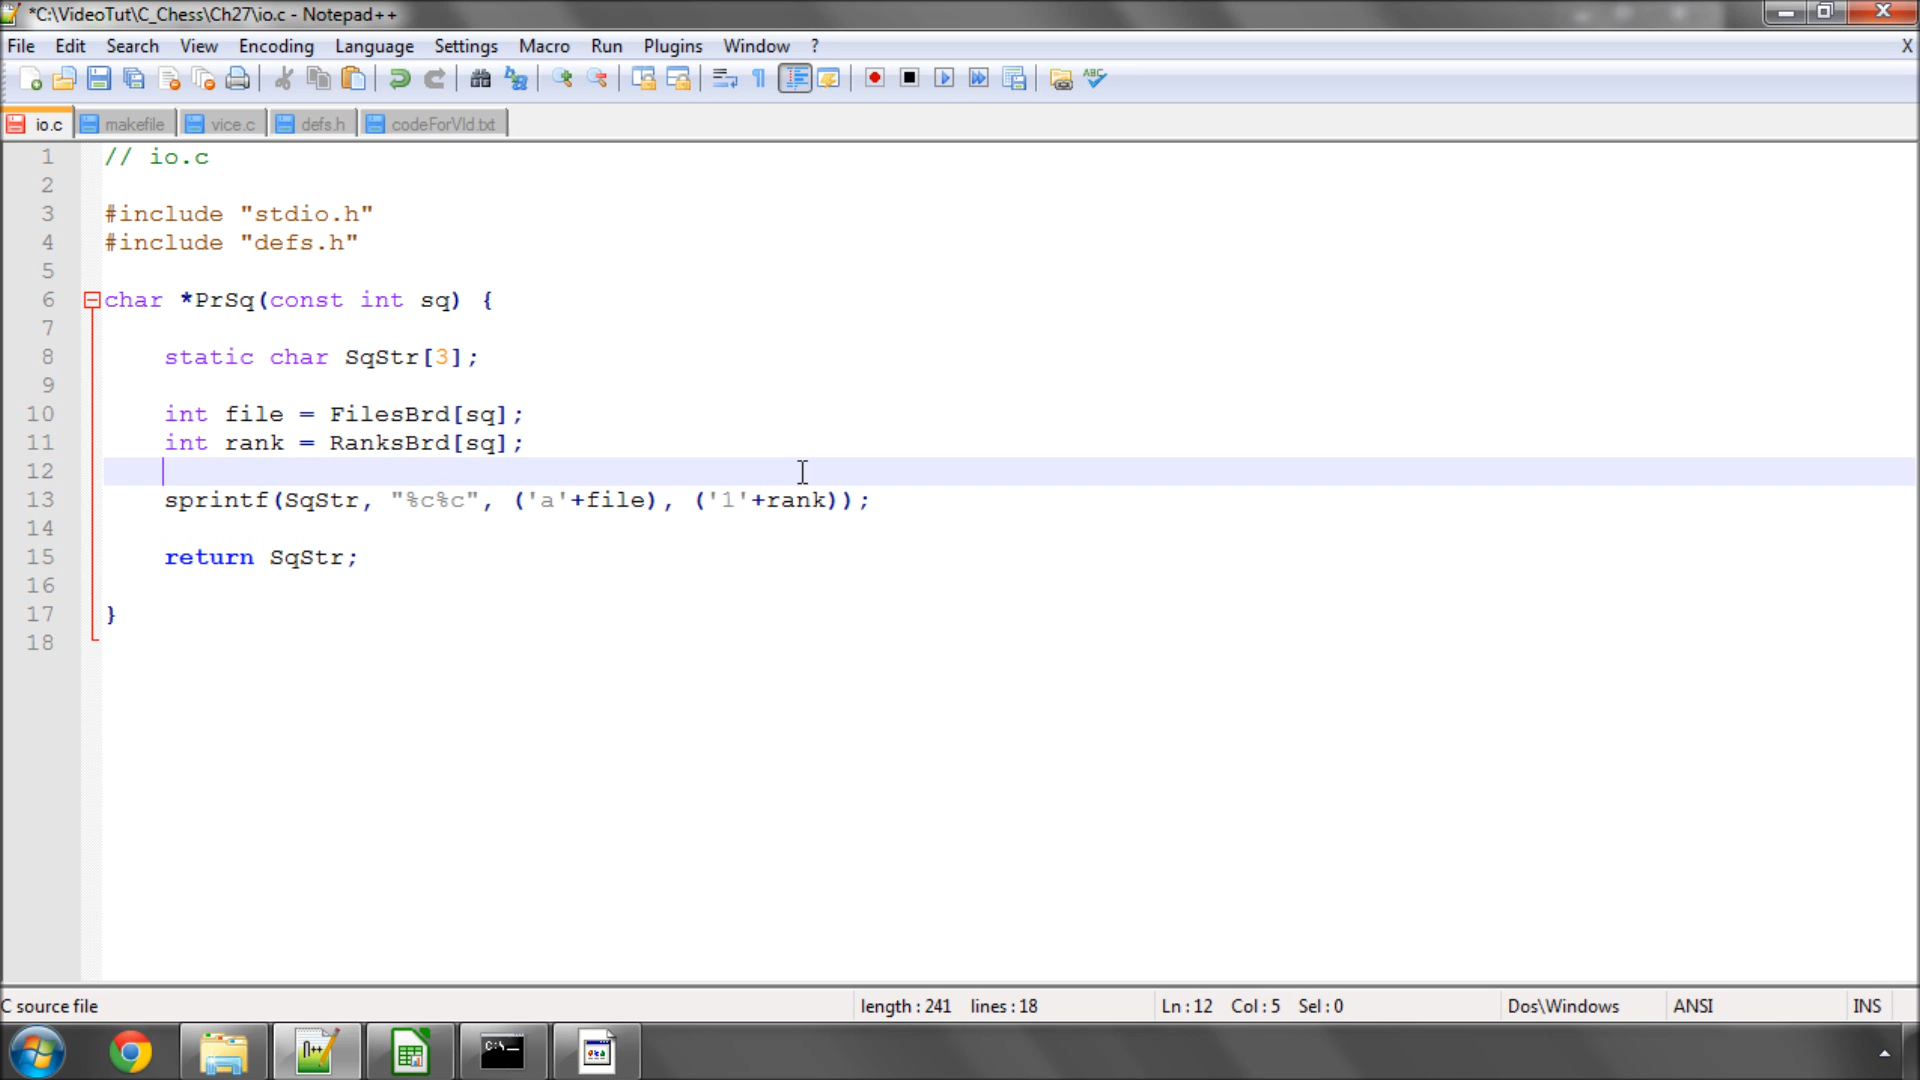 *C:\VideoTut\C_Chess\Ch27\io.c - Notepad++
File Edit Search View Encoding Language Settings Macro Run Plugins Window ? X
io.c makefile vice.c defs.h codeForVld.txt
1 // io.c
2
3 #include "stdio.h"
4 #include "defs.h"
5
6 char *PrSq(const int sq) {
7
8 static char SqStr[3];
9
10 int file = FilesBrd[sq];
11 int rank = RanksBrd[sq];
12
13 sprintf(SqStr, "%c%c", ('a'+file), ('1'+rank));
14
15 return SqStr;
16
17 }
18
C source file length : 241 lines : 18 Ln : 12 Col : 5 Sel : 0 Dos\Windows ANSI INS